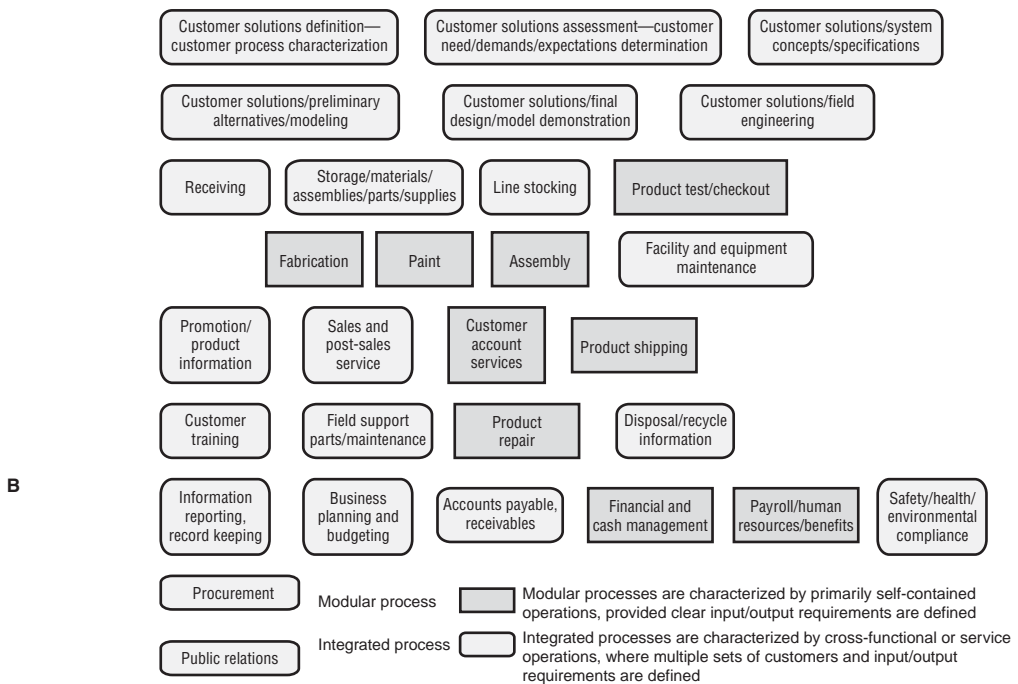 Customer solutions definition—
customer process characterization
Customer solutions assessment—customer
need/demands/expectations determination
Customer solutions/system
concepts/specifications
Customer solutions/preliminary
alternatives/modeling
Customer solutions/final
design/model demonstration
Customer solutions/field
engineering
Receiving
Storage/materials/
assemblies/parts/supplies
Line stocking
Product test/checkout
Fabrication
Paint
Assembly
Facility and equipment
maintenance
Promotion/
product
information
Sales and
post-sales
service
Customer
account
services
Product shipping
Customer
training
Field support
parts/maintenance
Product
repair
Disposal/recycle
information
B
Information
reporting,
record keeping
Business
planning and
budgeting
Accounts payable,
receivables
Financial and
cash management
Payroll/human
resources/benefits
Safety/health/
environmental
compliance
Procurement
Public relations
Modular process
Modular processes are characterized by primarily self-contained
operations, provided clear input/output requirements are defined
Integrated process
Integrated processes are characterized by cross-functional or service
operations, where multiple sets of customers and input/output
requirements are defined